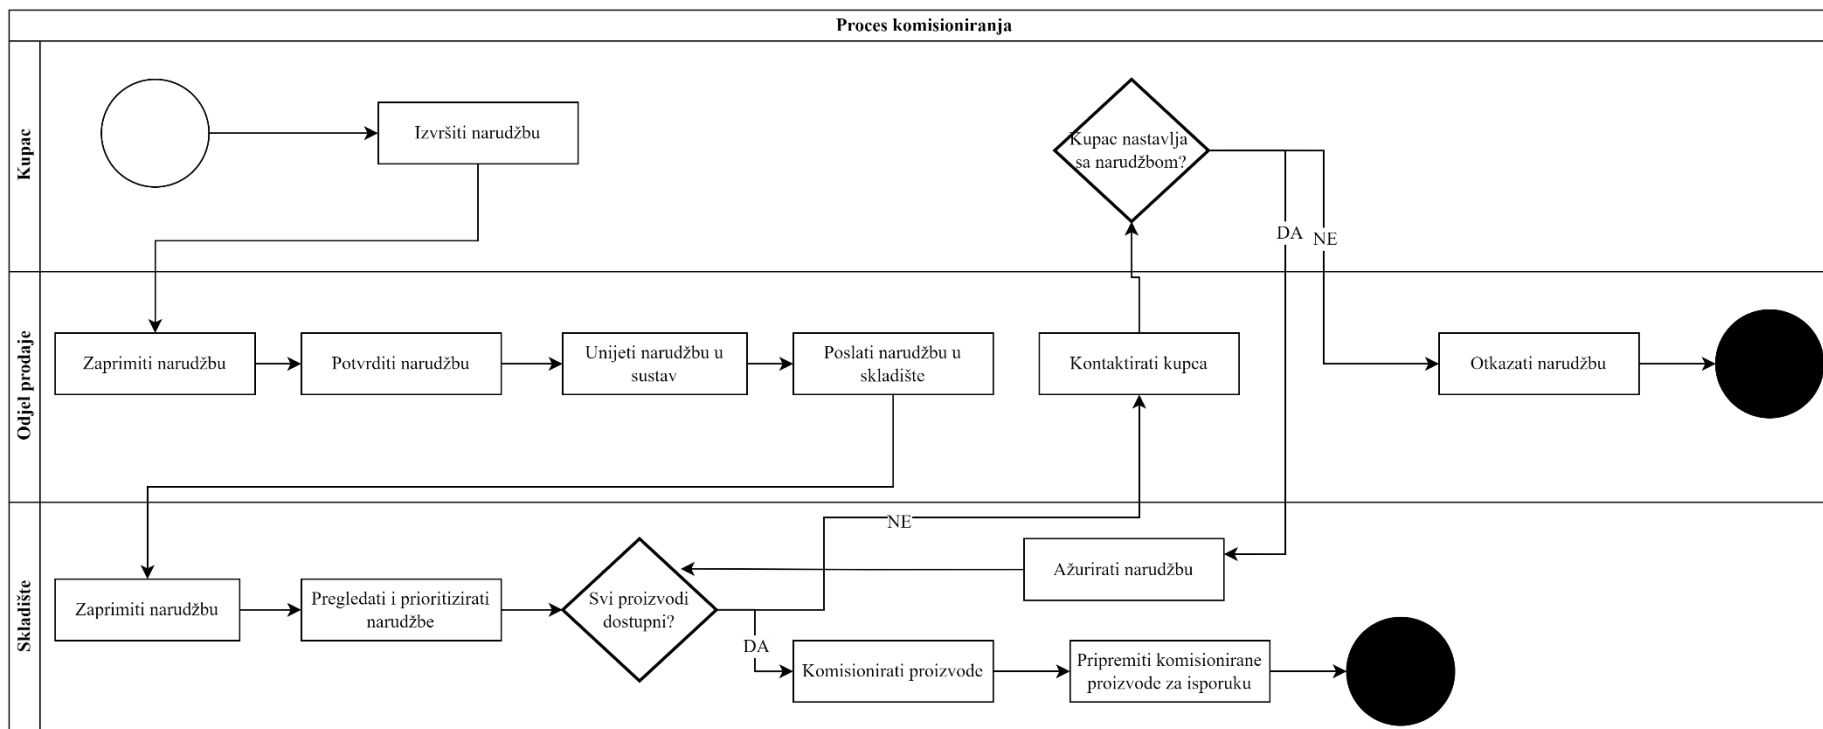 Proces komisioniranja
Kupac
Izvršiti narudžbu
Kupac nastavlja
sa narudžbom?
DA
NE
Odjel prodaje
Zaprimiti narudžbu
Potvrditi narudžbu
Unijeti narudžbu u
sustav
Poslati narudžbu u
skladište
Kontaktirati kupca
Otkazati narudžbu
Skladište
Zaprimiti narudžbu
Pregledati i prioritizirati
narudžbe
Svi proizvodi
dostupni?
NE
Ažurirati narudžbu
DA
Komisionirati proizvode
Pripremiti komisionirane
proizvode za isporuku